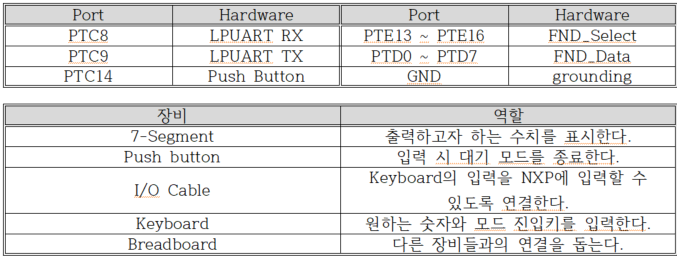 Port Hardware Port Hardware
PTC8 LPUART RX PTE13 ~ PTE16 FND_Select
PTC9 LPUART TX PTD0 ~ PTD7 FND_Data
PTC14 Push Button GND grounding
장비 역할
7-Segment 출력하고자 하는 수치를 표시한다.
Push button 입력 시 대기 모드를 종료한다.
I/O Cable Keyboard의 입력을 NXP에 입력할 수
있도록 연결한다.
Keyboard 원하는 숫자와 모드 진입키를 입력한다.
Breadboard 다른 장비들과의 연결을 돕는다.